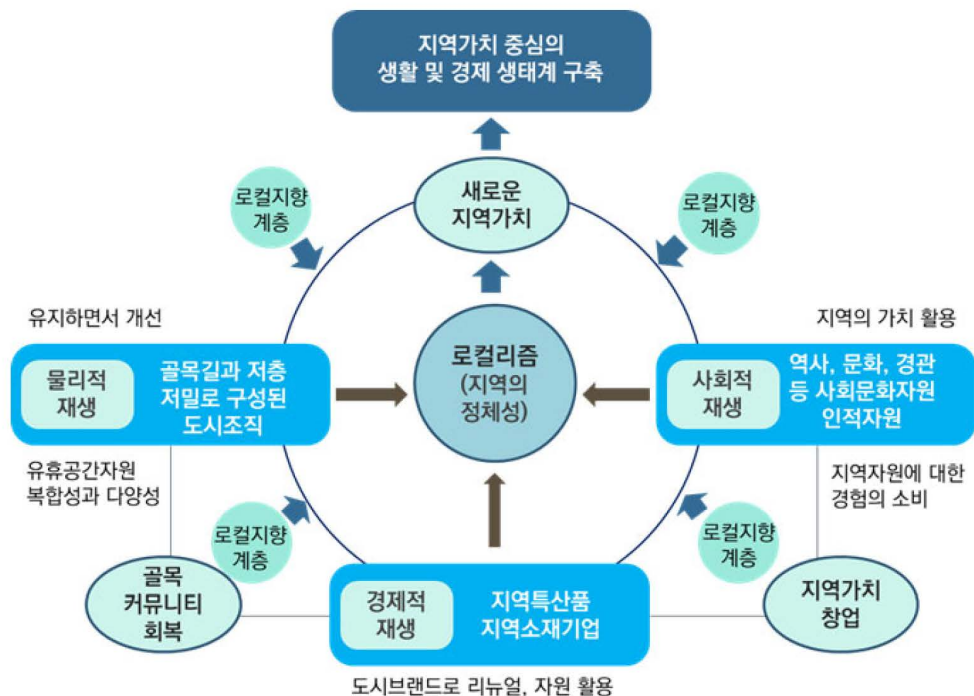 지역가치 중심의
생활 및 경제 생태계 구축
로컬지향
계층
새로운
지역가치
로컬지향
계층
유지하면서 개선
지역의 가치 활용
물리적
재생
골목길과 저층
저밀로 구성된
도시조직
로컬리즘
(지역의
정체성)
사회적
재생
역사, 문화, 경관
등 사회문화자원
인적자원
유휴공간자원
복합성과 다양성
지역자원에 대한
경험의 소비
로컬지향
계층
로컬지향
계층
골목
커뮤니티
회복
경제적
재생
지역특산품
지역소재기업
지역가치
창업
도시브랜드로 리뉴얼, 자원 활용